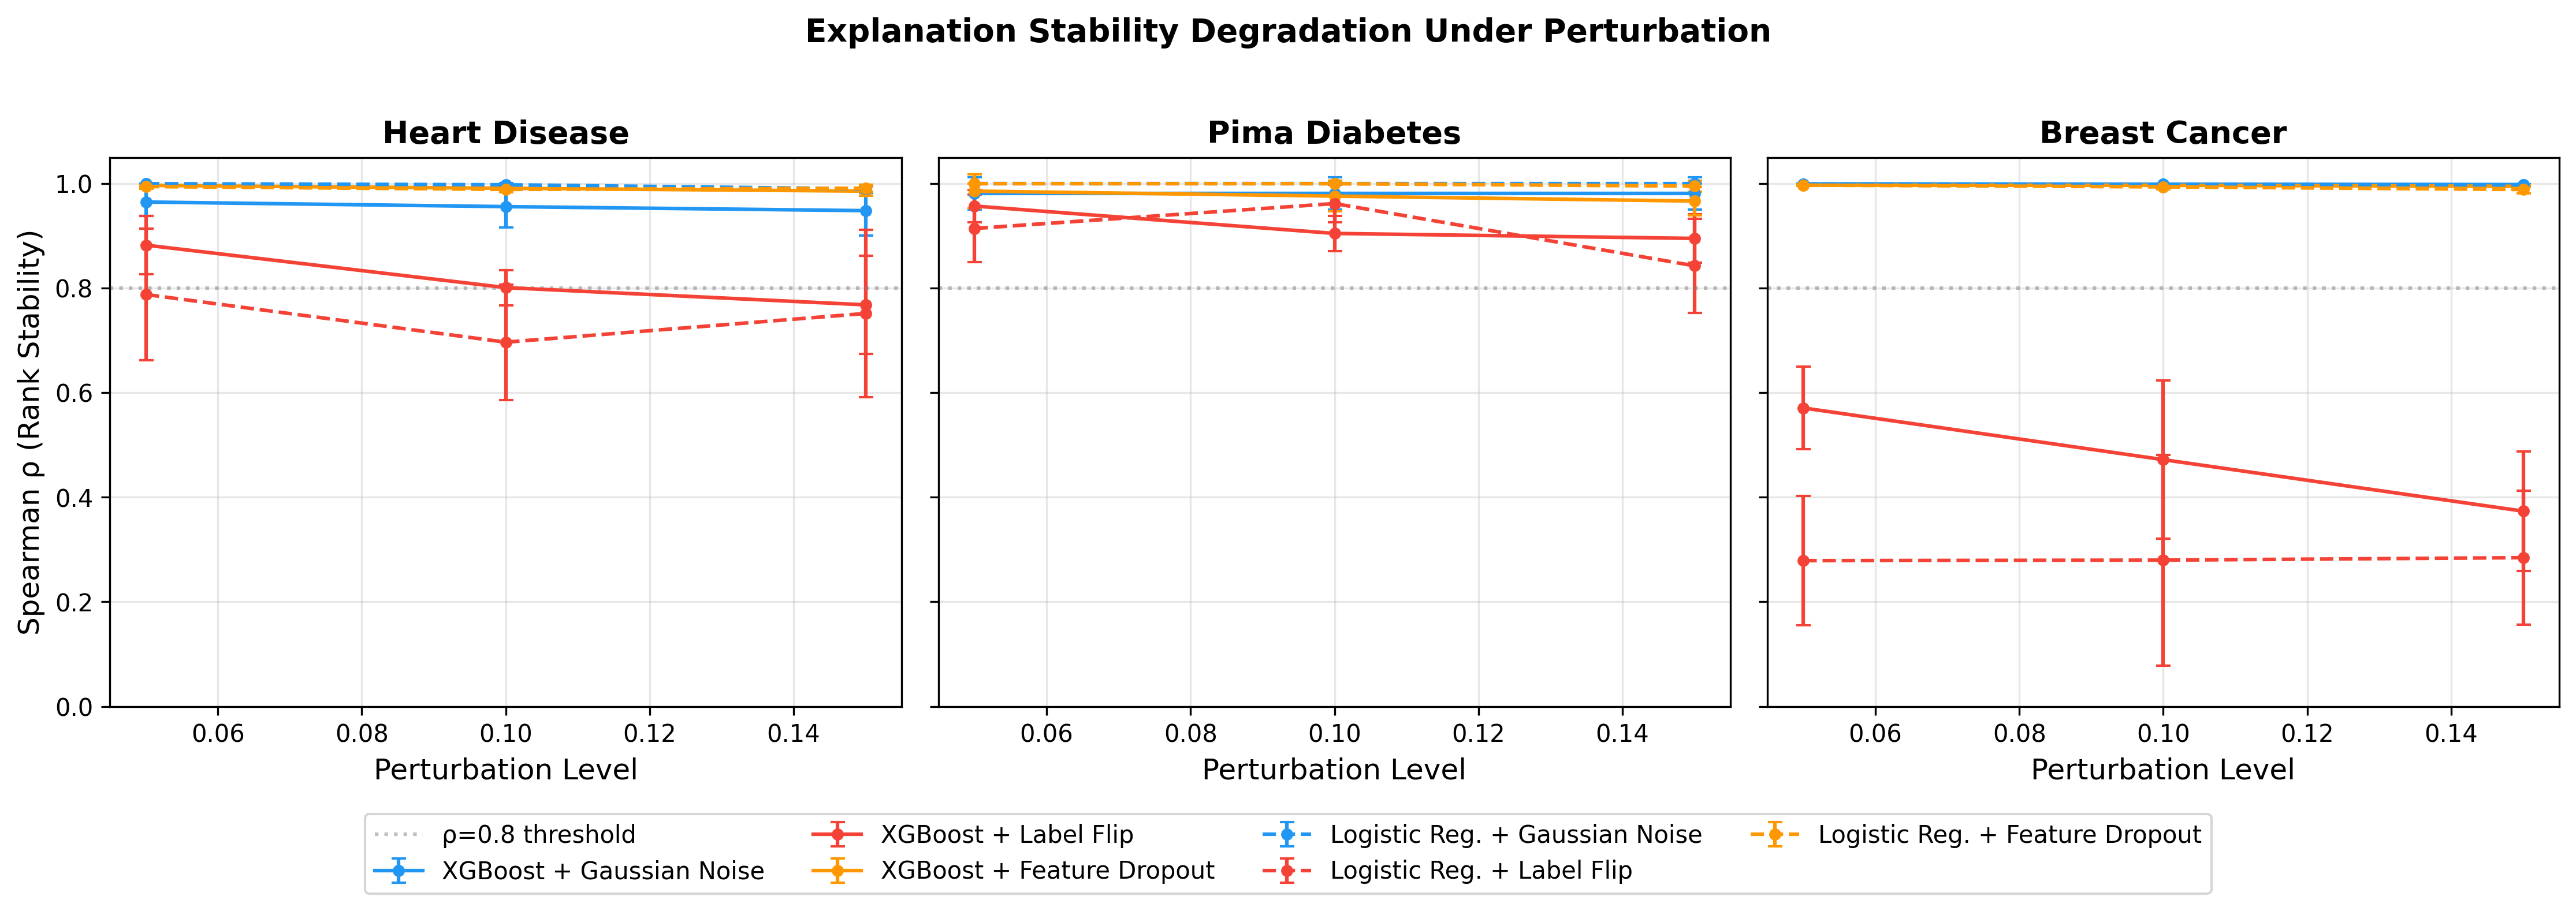 Explanation Stability Degradation Under Perturbation
Heart Disease
Pima Diabetes
Breast Cancer
Spearman ρ (Rank Stability)
1.0
0.8
0.6
0.4
0.2
0.0
0.06 0.08 0.10 0.12 0.14
0.06 0.08 0.10 0.12 0.14
0.06 0.08 0.10 0.12 0.14
Perturbation Level
Perturbation Level
Perturbation Level
ρ=0.8 threshold
XGBoost + Gaussian Noise
XGBoost + Label Flip
XGBoost + Feature Dropout
Logistic Reg. + Gaussian Noise
Logistic Reg. + Label Flip
Logistic Reg. + Feature Dropout